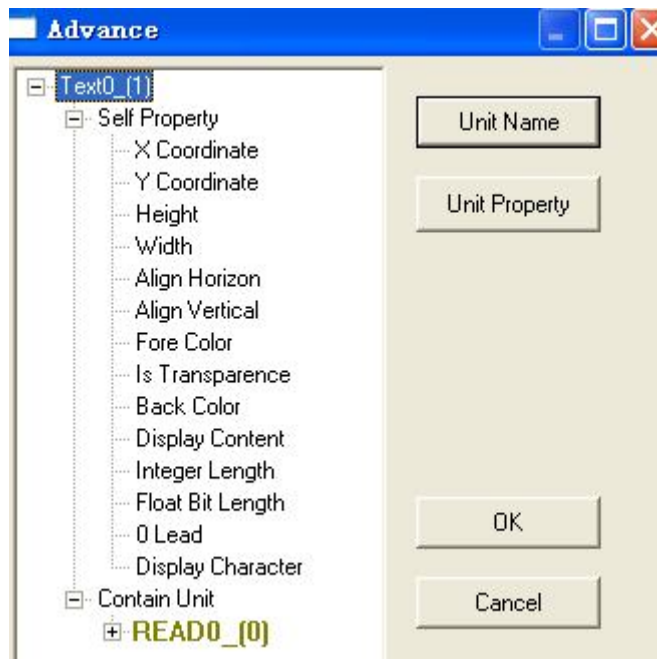 Advance
Text0_(1)
Self Property
X Coordinate
Y Coordinate
Height
Width
Align Horizon
Align Vertical
Fore Color
Is Transparence
Back Color
Display Content
Integer Length
Float Bit Length
0 Lead
Display Character
Contain Unit
READ0_(0)
Unit Name
Unit Property
OK
Cancel